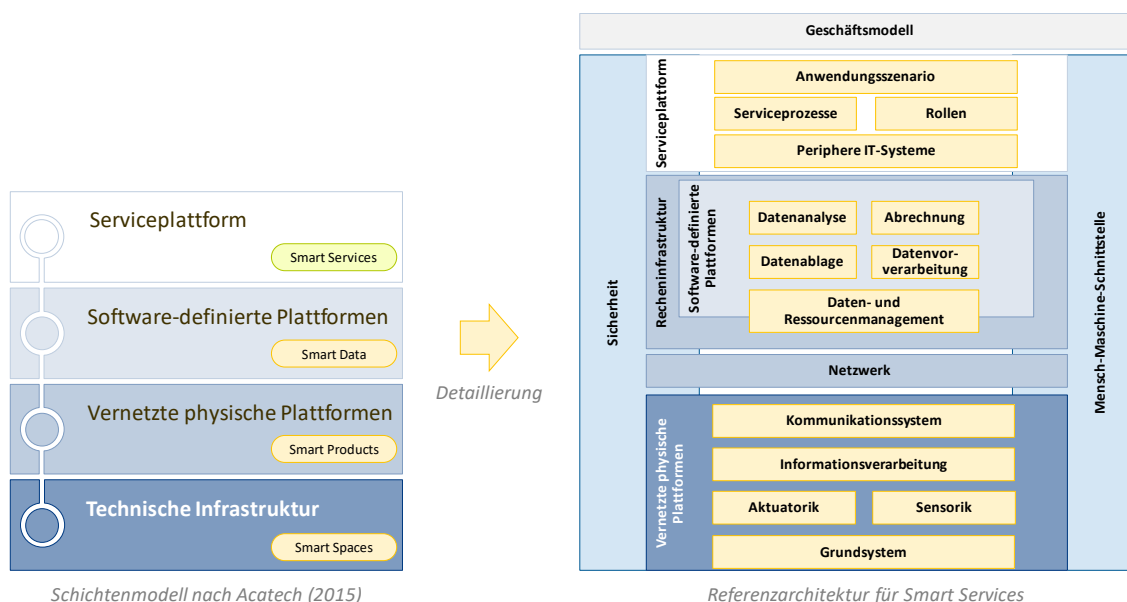 Serviceplattform
Smart Services
Software-definierte Plattformen
Smart Data
Vernetzte physische Plattformen
Smart Products
Technische Infrastruktur
Smart Spaces
Schichtenmodell nach Acatech (2015)
Detaillierung
Geschäftsmodell
Sicherheit
Serviceplattform
Anwendungsszenario
Serviceprozesse
Rollen
Periphere IT-Systeme
Recheninfrastruktur
Software-definierte
Plattformen
Datenanalyse
Abrechnung
Datenablage
Datenvor-
verarbeitung
Daten- und
Ressourcenmanagement
Netzwerk
Vernetzte physische
Plattformen
Kommunikationssystem
Informationsverarbeitung
Aktuatorik
Sensorik
Grundsystem
Mensch-Maschine-Schnittstelle
Referenzarchitektur für Smart Services